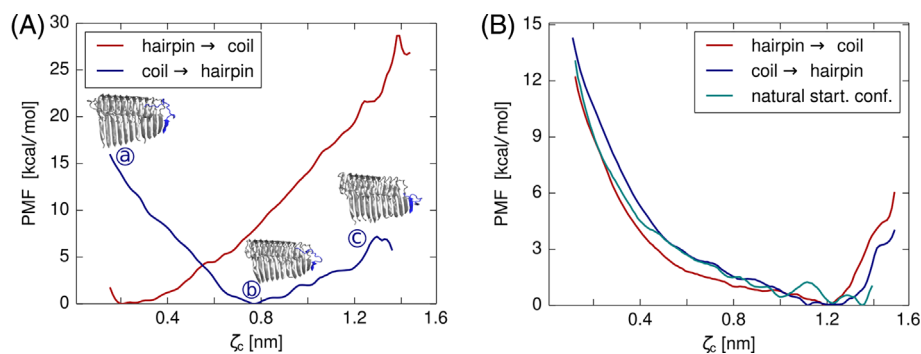 (A)
30
25
20
15
10
5
0
PMF [kcal/mol]
hairpin → coil
coil → hairpin
a
b
c
0.4
0.8
1.2
1.6
ζc [nm]
(B)
15
12
9
6
3
0
PMF [kcal/mol]
hairpin → coil
coil → hairpin
natural start. conf.
0.4
0.8
1.2
1.6
ζc [nm]